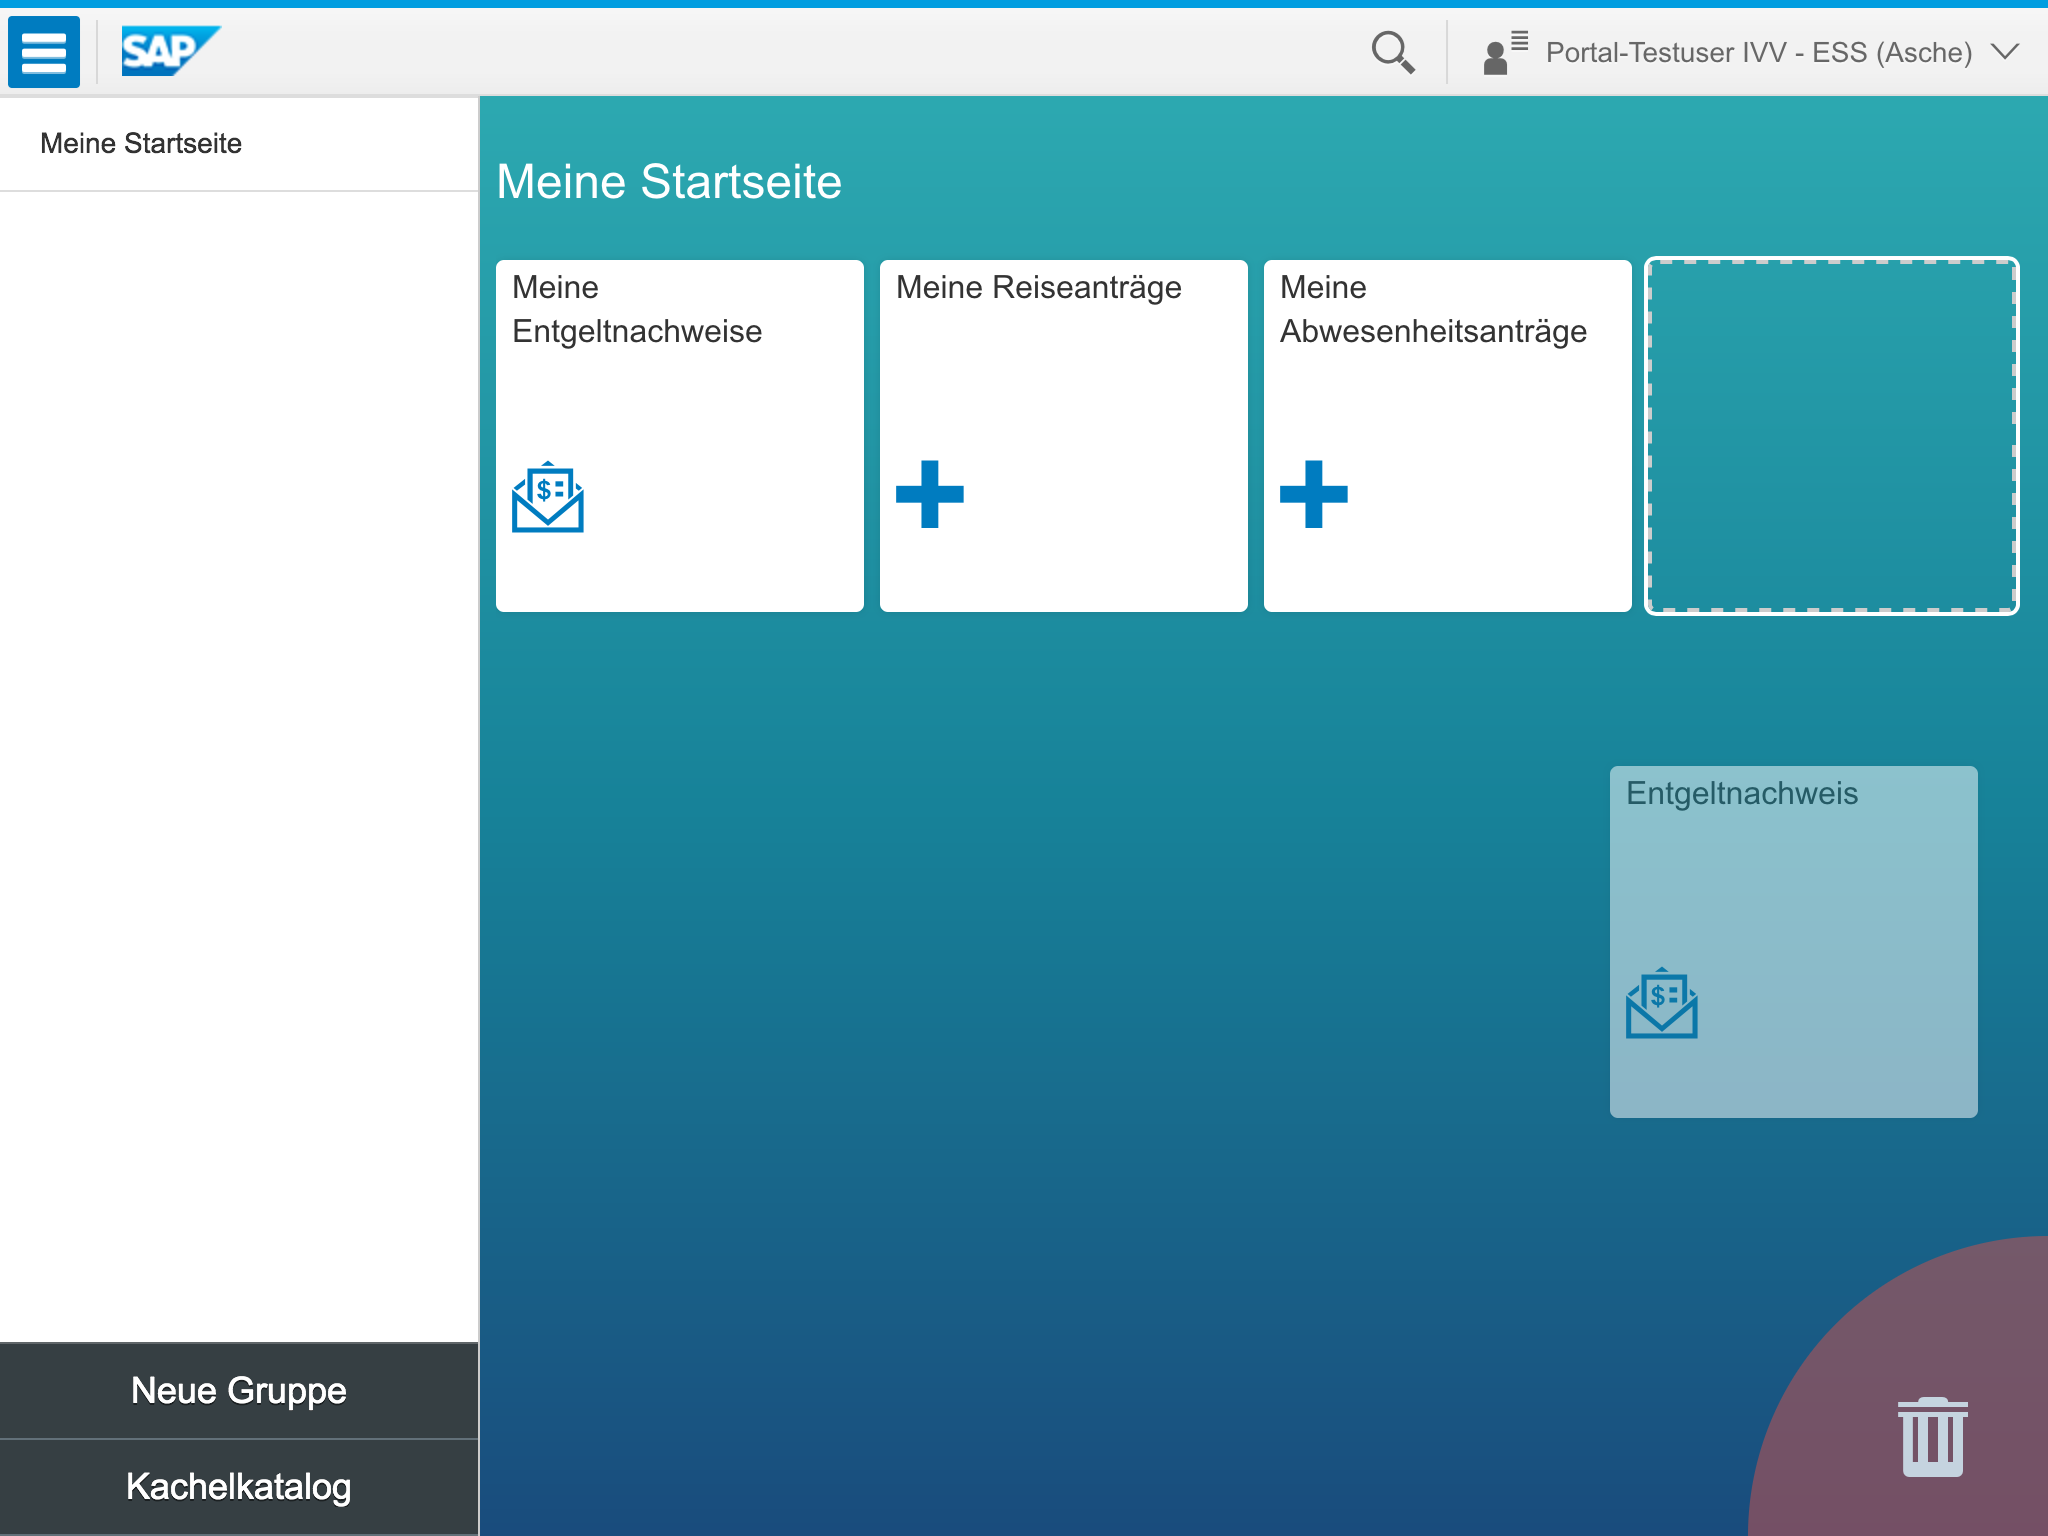 SAP
Portal-Testuser IVV - ESS (Asche)
Meine Startseite
Meine Startseite
Meine
Entgeltnachweise
$
Meine Reiseanträge
Meine
Abwesenheitsanträge
Entgeltnachweis
$
Neue Gruppe
Kachelkatalog